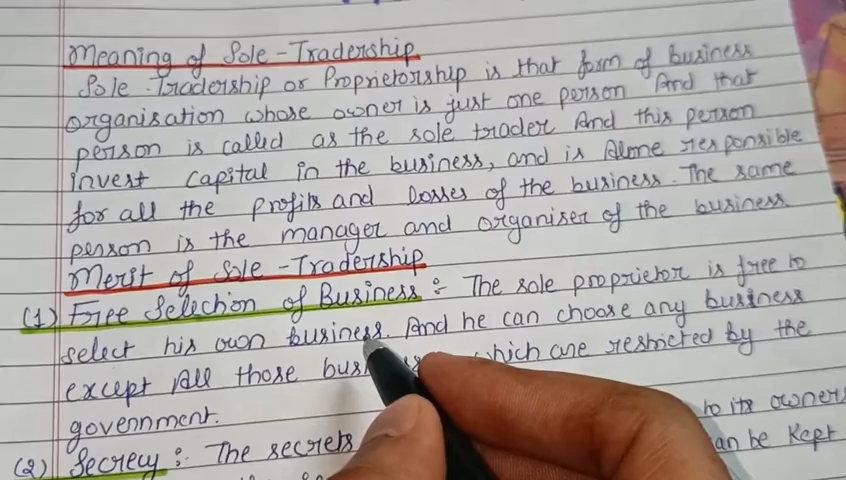 Meaning of Sole-Tradership
Sole-Tradership or Proprietorship is that form of business
organisation whose owner is just one person And that
person is called as the sole trader And this person
invest capital in the business, and is Alone responsible
for all the profits and losses of the business. The same
person is the manager and organiser of the business.
Merit of Sole-Tradership
(1) Free Selection of Business :- The sole proprietor is free to
select his own business. And he can choose any business
except All those which are restricted by the
government.
(2) Secrecy :- The secrets to its owners
an be Kept